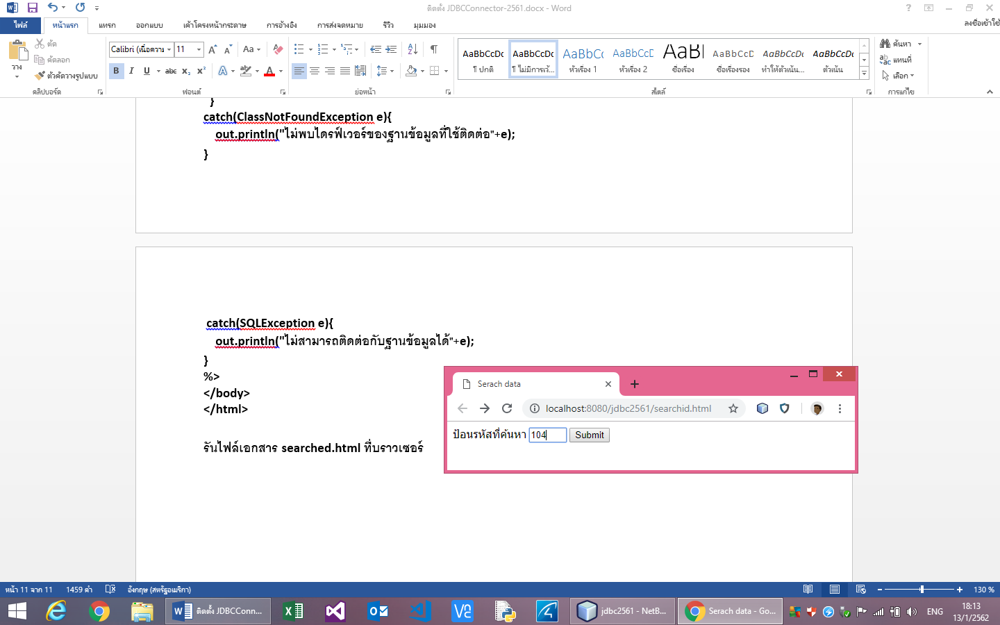 ติดตั้ง JDBCConnector-2561.docx - Word
ไฟล์ หน้าแรก แทรก ออกแบบ เค้าโครงหน้ากระดาษ การอ้างอิง การส่งจดหมาย รีวิว มุมมอง ลงชื่อเข้าใช้
วาง
ตัด
คัดลอก
ตัวคัดวางรูปแบบ
คลิปบอร์ด
Calibri (เนื้อความ 11
B I U abc x₂ x² A A
ฟอนต์
ย่อหน้า
AaBbCcDc AaBbCcDc AaBbCc AaBbCcD AaBl AaBbCcD AaBbCcDc AaBbCcDc
¶ ปกติ ¶ ไม่มีการเว้... หัวเรื่อง 1 หัวเรื่อง 2 ชื่อเรื่อง ชื่อเรื่องรอง ทำให้ตัวเน้น... ตัวเน้น
สไตล์
ค้นหา
แทนที่
เลือก
การแก้ไข
}
catch(ClassNotFoundException e){
out.println("ไม่พบไดรฟ์เวอร์ของฐานข้อมูลที่ใช้ติดต่อ"+e);
}
catch(SQLException e){
out.println("ไม่สามารถติดต่อกับฐานข้อมูลได้"+e);
}
%>
</body>
</html>
รันไฟล์เอกสาร searched.html ที่บราวเซอร์
Serach data
localhost:8080/jdbc2561/searchid.html
ป้อนรหัสที่ค้นหา 104 Submit
หน้า 11 จาก 11 1459 คำ อังกฤษ (สหรัฐอเมริกา) 130 %
ติดตั้ง JDBCConn... jdbc2561 - NetB... Serach data - Go... ENG 18:13
13/1/2562